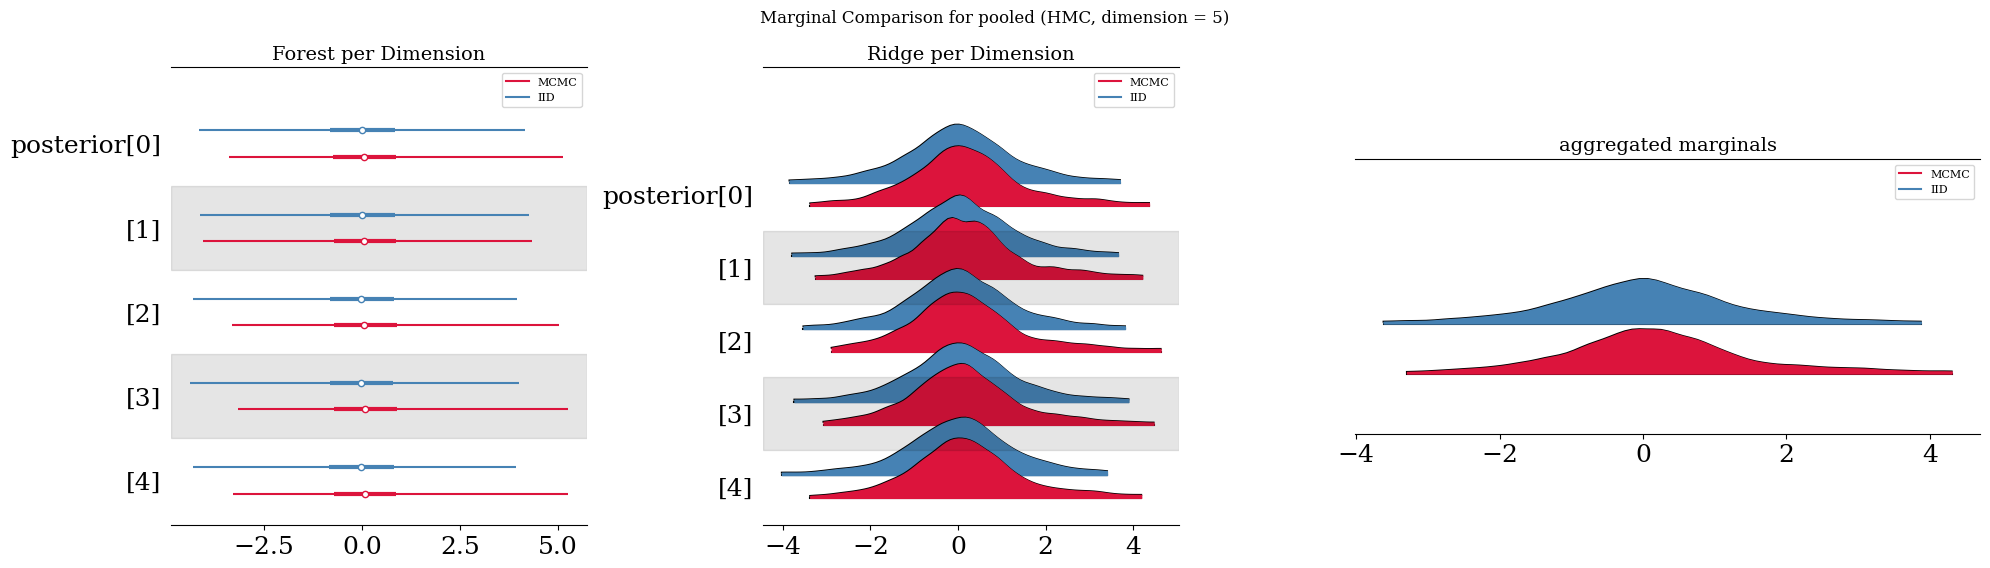 Marginal Comparison for pooled (HMC, dimension = 5)
Forest per Dimension
MCMC
IID
posterior[0]
[1]
[2]
[3]
[4]
−2.5 0.0 2.5 5.0
Ridge per Dimension
MCMC
IID
posterior[0]
[1]
[2]
[3]
[4]
−4 −2 0 2 4
aggregated marginals
MCMC
IID
−4 −2 0 2 4